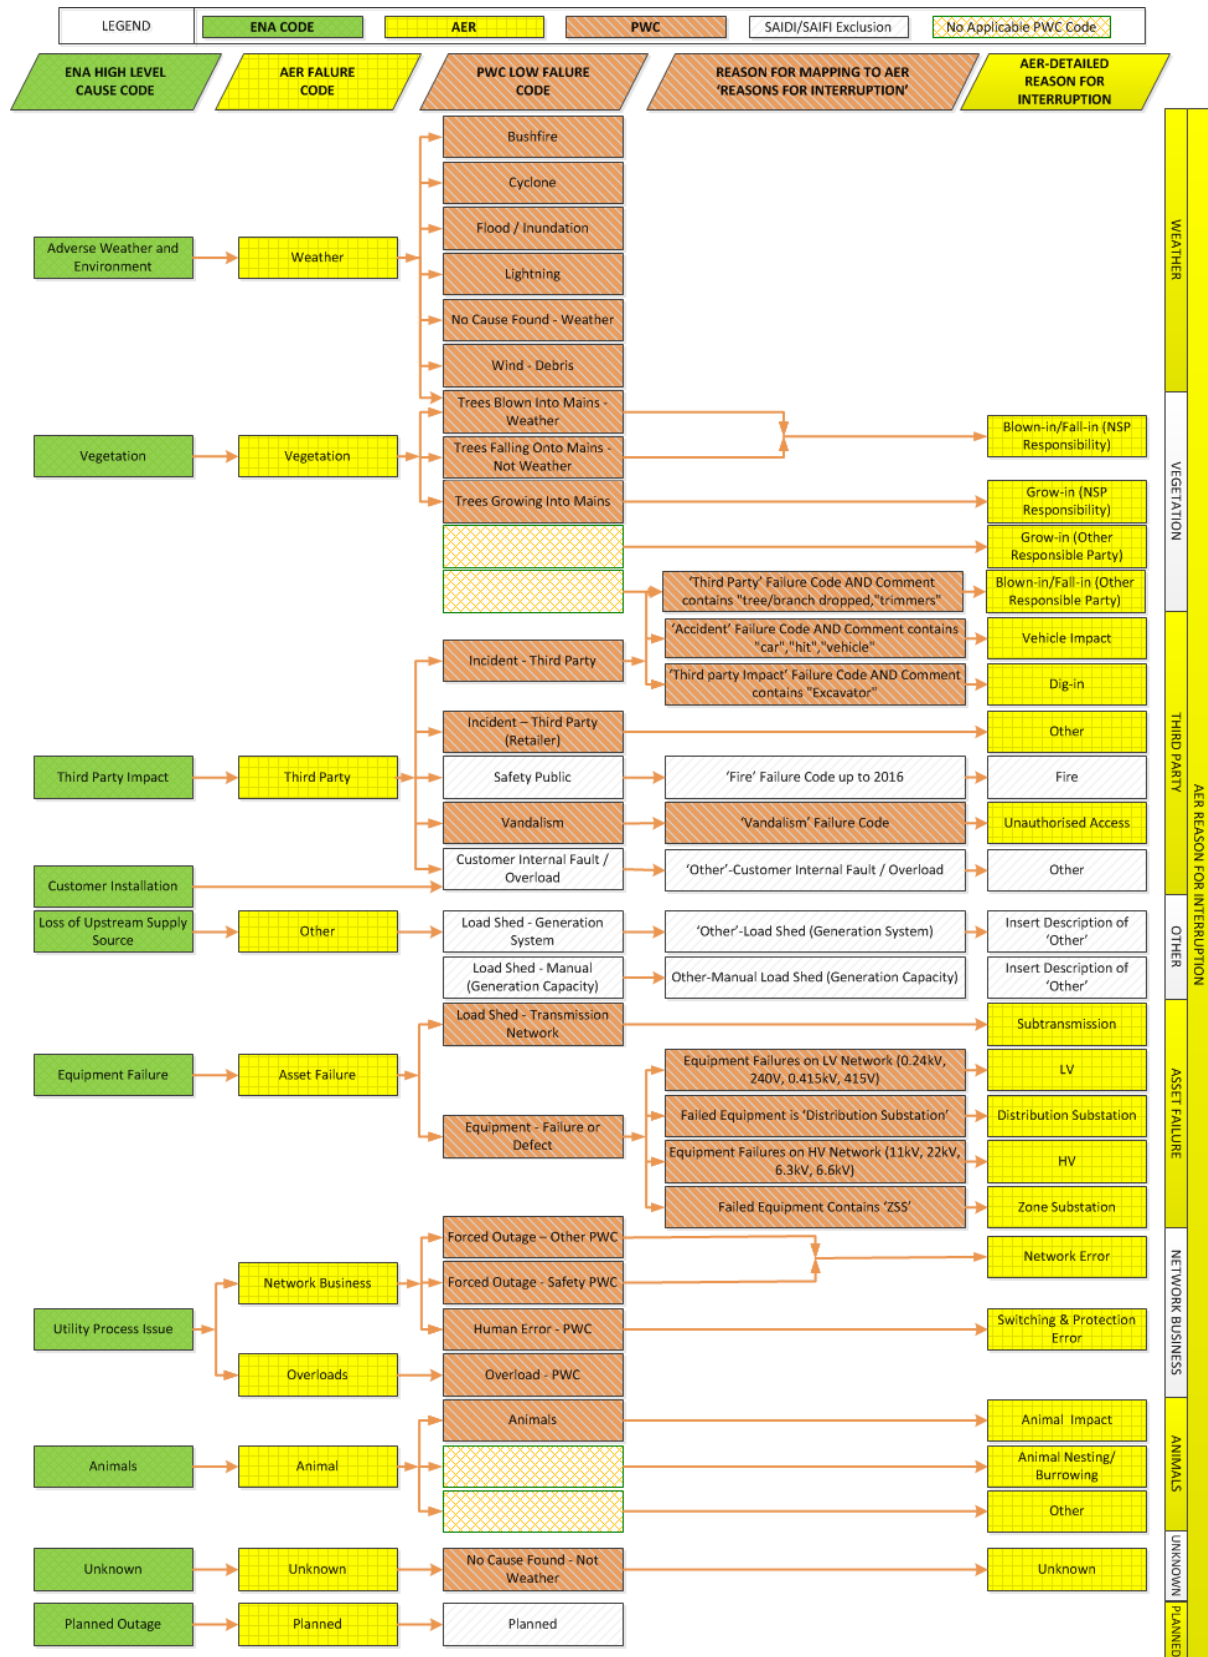 LEGEND
ENA CODE
AER
PWC
SAIDI/SAIFI Exclusion
No Applicable PWC Code
ENA HIGH LEVEL
CAUSE CODE
AER FALURE
CODE
PWC LOW FAILURE
CODE
REASON FOR MAPPING TO AER
‘REASONS FOR INTERRUPTION’
AER-DETAILED
REASON FOR
INTERRUPTION
Bushfire
Cyclone
Flood / Inundation
Adverse Weather and
Environment
Weather
Lightning
No Cause Found - Weather
Wind - Debris
WEATHER
Trees Blown Into Mains -
Weather
Blown-in/Fall-in (NSP
Responsibility)
Vegetation
Vegetation
Trees Falling Onto Mains -
Not Weather
Trees Growing Into Mains
Grow-in (NSP
Responsibility)
Grow-in (Other
Responsible Party)
‘Third Party’ Failure Code AND Comment
contains "tree/branch dropped,"trimmers"
Blown-in/Fall-in (Other
Responsible Party)
VEGETATION
‘Accident’ Failure Code AND Comment contains
"car","hit","vehicle"
Vehicle Impact
Incident - Third Party
‘Third party Impact’ Failure Code AND Comment
contains "Excavator"
Dig-in
Incident – Third Party
(Retailer)
Other
Third Party Impact
Third Party
Safety Public
‘Fire’ Failure Code up to 2016
Fire
Vandalism
‘Vandalism’ Failure Code
Unauthorised Access
Customer Internal Fault /
Overload
‘Other’-Customer Internal Fault / Overload
Other
Customer Installation
THIRD PARTY
AER REASON FOR INTERRUPTION
Loss of Upstream Supply
Source
Other
Load Shed - Generation
System
‘Other’-Load Shed (Generation System)
Insert Description of
‘Other’
Load Shed - Manual
(Generation Capacity)
Other-Manual Load Shed (Generation Capacity)
Insert Description of
‘Other’
OTHER
Load Shed - Transmission
Network
Subtransmission
Equipment Failure
Asset Failure
Equipment Failures on LV Network (0.24kV,
240V, 0.415kV, 415V)
LV
Failed Equipment is ‘Distribution Substation’
Distribution Substation
Equipment - Failure or
Defect
Equipment Failures on HV Network (11kV, 22kV,
6.3kV, 6.6kV)
HV
Failed Equipment Contains ‘ZSS’
Zone Substation
ASSET FAILURE
Forced Outage – Other PWC
Network Error
Network Business
Forced Outage - Safety PWC
Utility Process Issue
Human Error - PWC
Switching & Protection
Error
Overloads
Overload - PWC
NETWORK BUSINESS
Animals
Animal Impact
Animals
Animal
Animal Nesting/
Burrowing
Other
ANIMALS
Unknown
Unknown
No Cause Found - Not
Weather
Unknown
UNKNOWN
Planned Outage
Planned
Planned
PLANNED